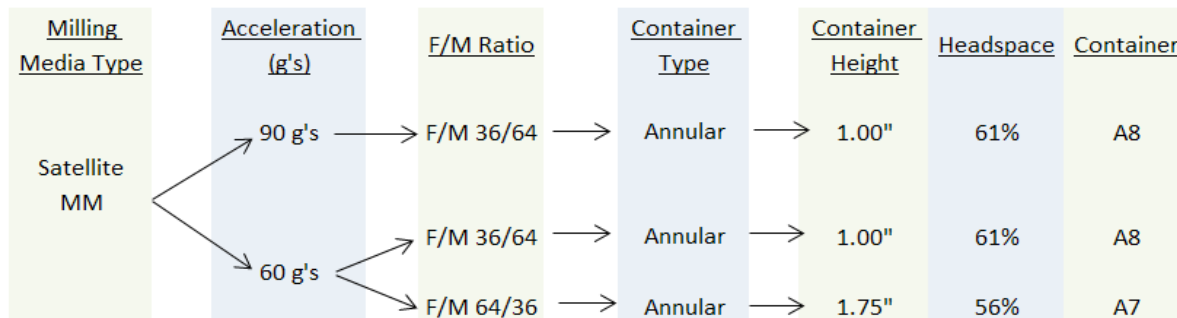 Milling Media Type
Acceleration (g's)
F/M Ratio
Container Type
Container Height
Headspace
Container
Satellite MM
90 g's
F/M 36/64
Annular
1.00"
61%
A8
60 g's
F/M 36/64
Annular
1.00"
61%
A8
F/M 64/36
Annular
1.75"
56%
A7